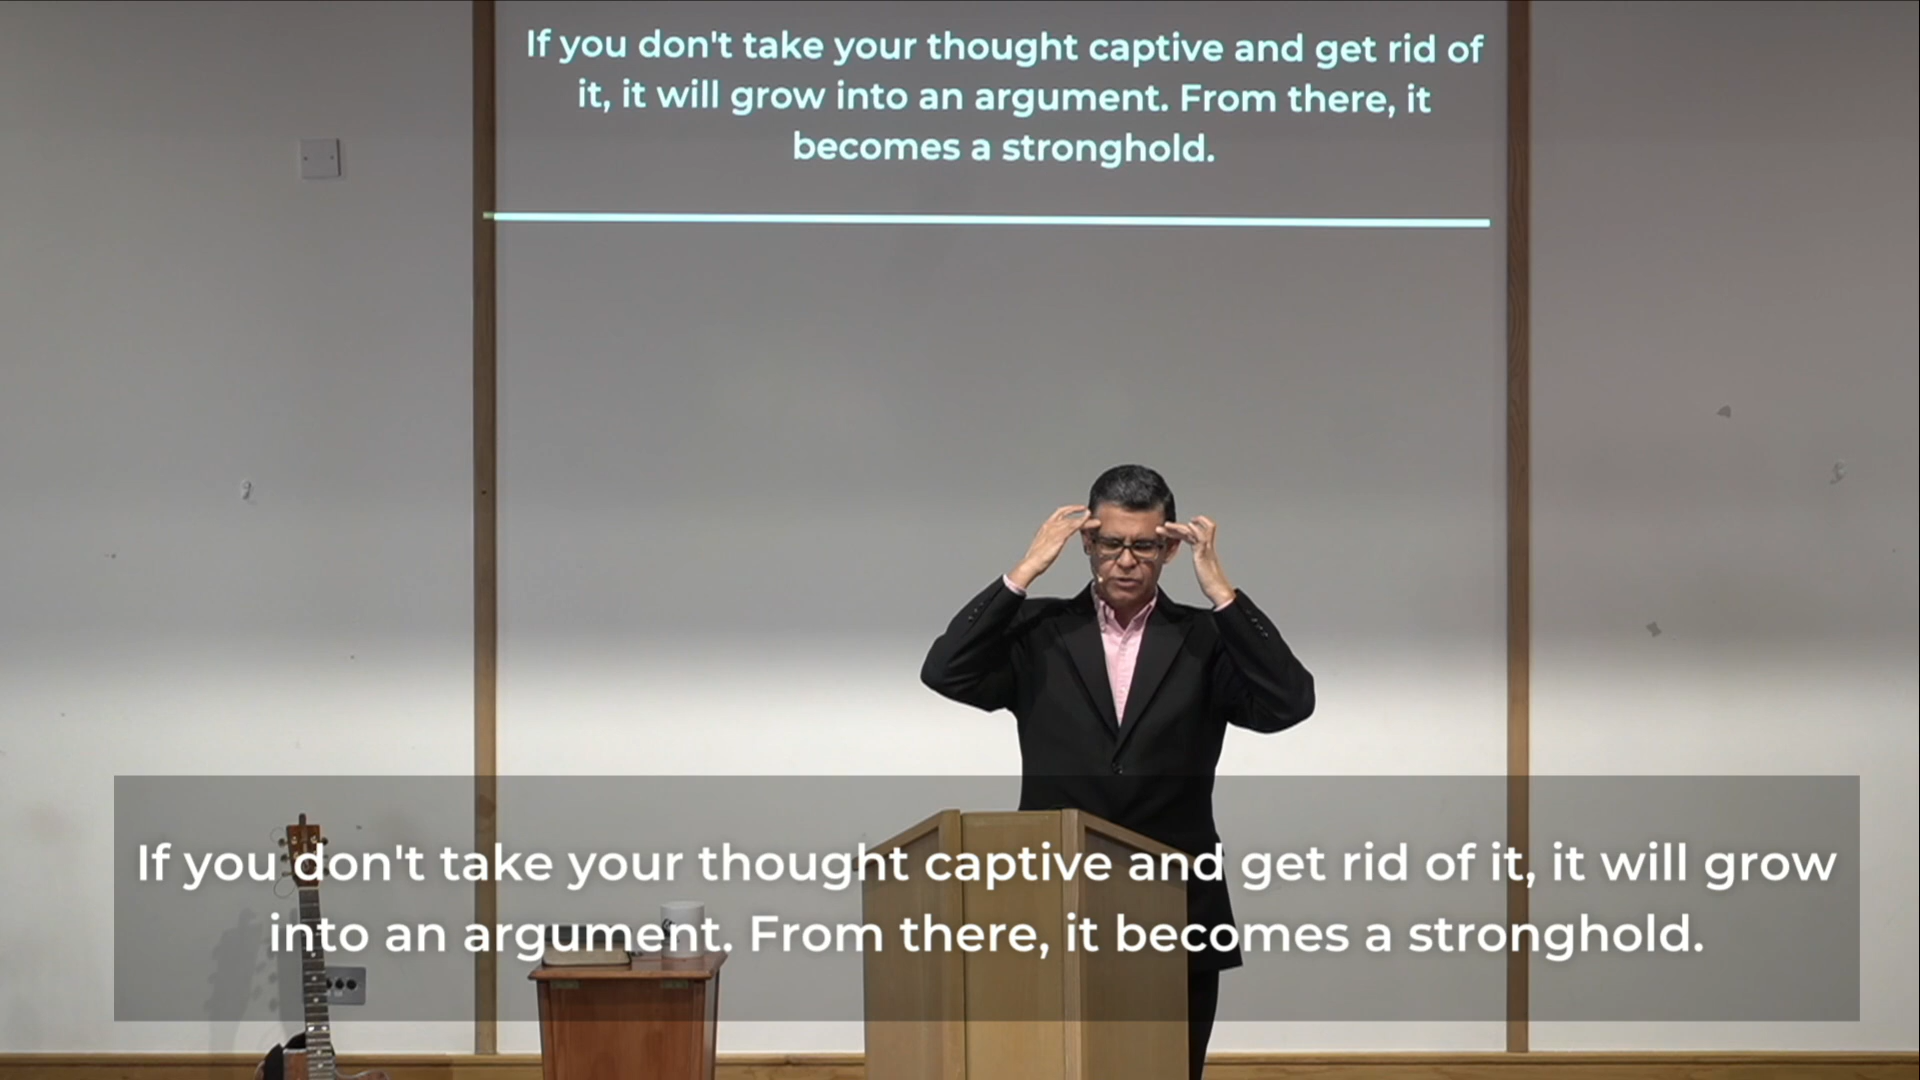 If you don't take your thought captive and get rid of
it, it will grow into an argument. From there, it
becomes a stronghold.
If you don't take your thought captive and get rid of it, it will grow
into an argument. From there, it becomes a stronghold.